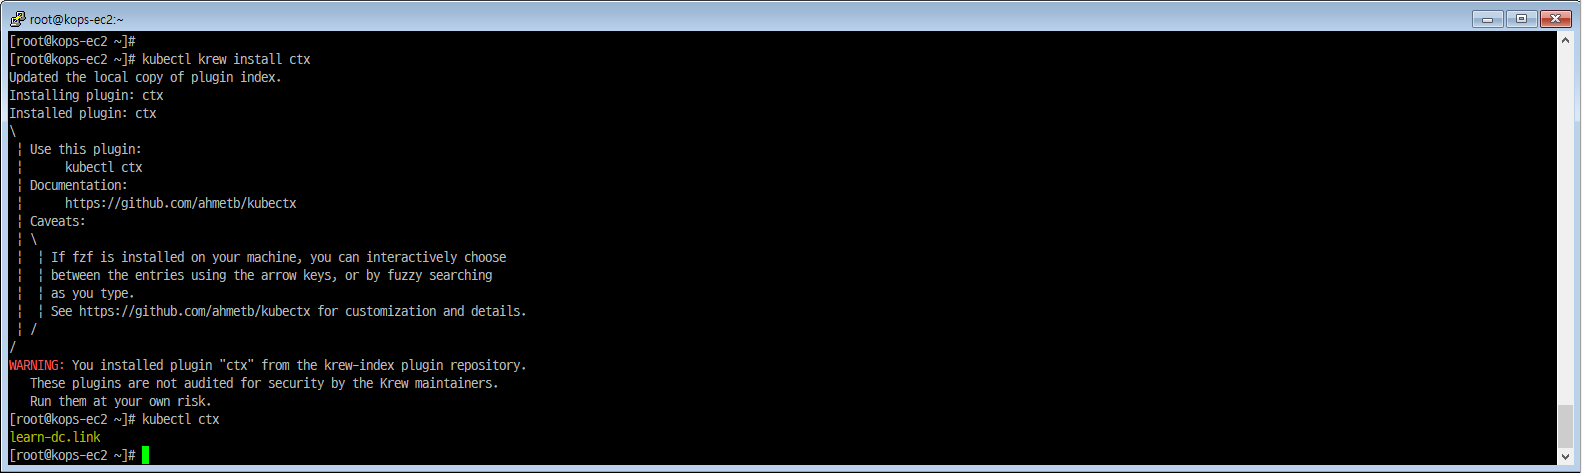 root@kops-ec2:~
[root@kops-ec2 ~]#
[root@kops-ec2 ~]# kubectl krew install ctx
Updated the local copy of plugin index.
Installing plugin: ctx
Installed plugin: ctx
\
 | Use this plugin:
 |      kubectl ctx
 | Documentation:
 |      https://github.com/ahmetb/kubectx
 | Caveats:
 | \
 |  | If fzf is installed on your machine, you can interactively choose
 |  | between the entries using the arrow keys, or by fuzzy searching
 |  | as you type.
 |  | See https://github.com/ahmetb/kubectx for customization and details.
 | /
/
WARNING: You installed plugin "ctx" from the krew-index plugin repository.
   These plugins are not audited for security by the Krew maintainers.
   Run them at your own risk.
[root@kops-ec2 ~]# kubectl ctx
learn-dc.link
[root@kops-ec2 ~]#